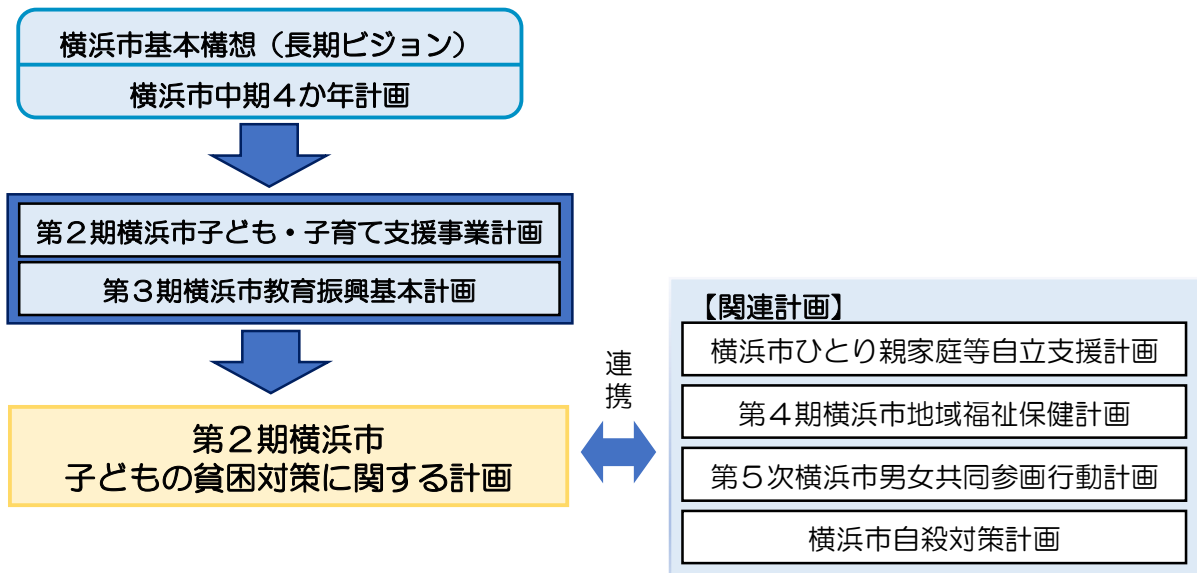 横浜市基本構想（長期ビジョン）
横浜市中期４か年計画
第２期横浜市子ども・子育て支援事業計画
第３期横浜市教育振興基本計画
第２期横浜市
子どもの貧困対策に関する計画
連携
【関連計画】
横浜市ひとり親家庭等自立支援計画
第４期横浜市地域福祉保健計画
第５次横浜市男女共同参画行動計画
横浜市自殺対策計画